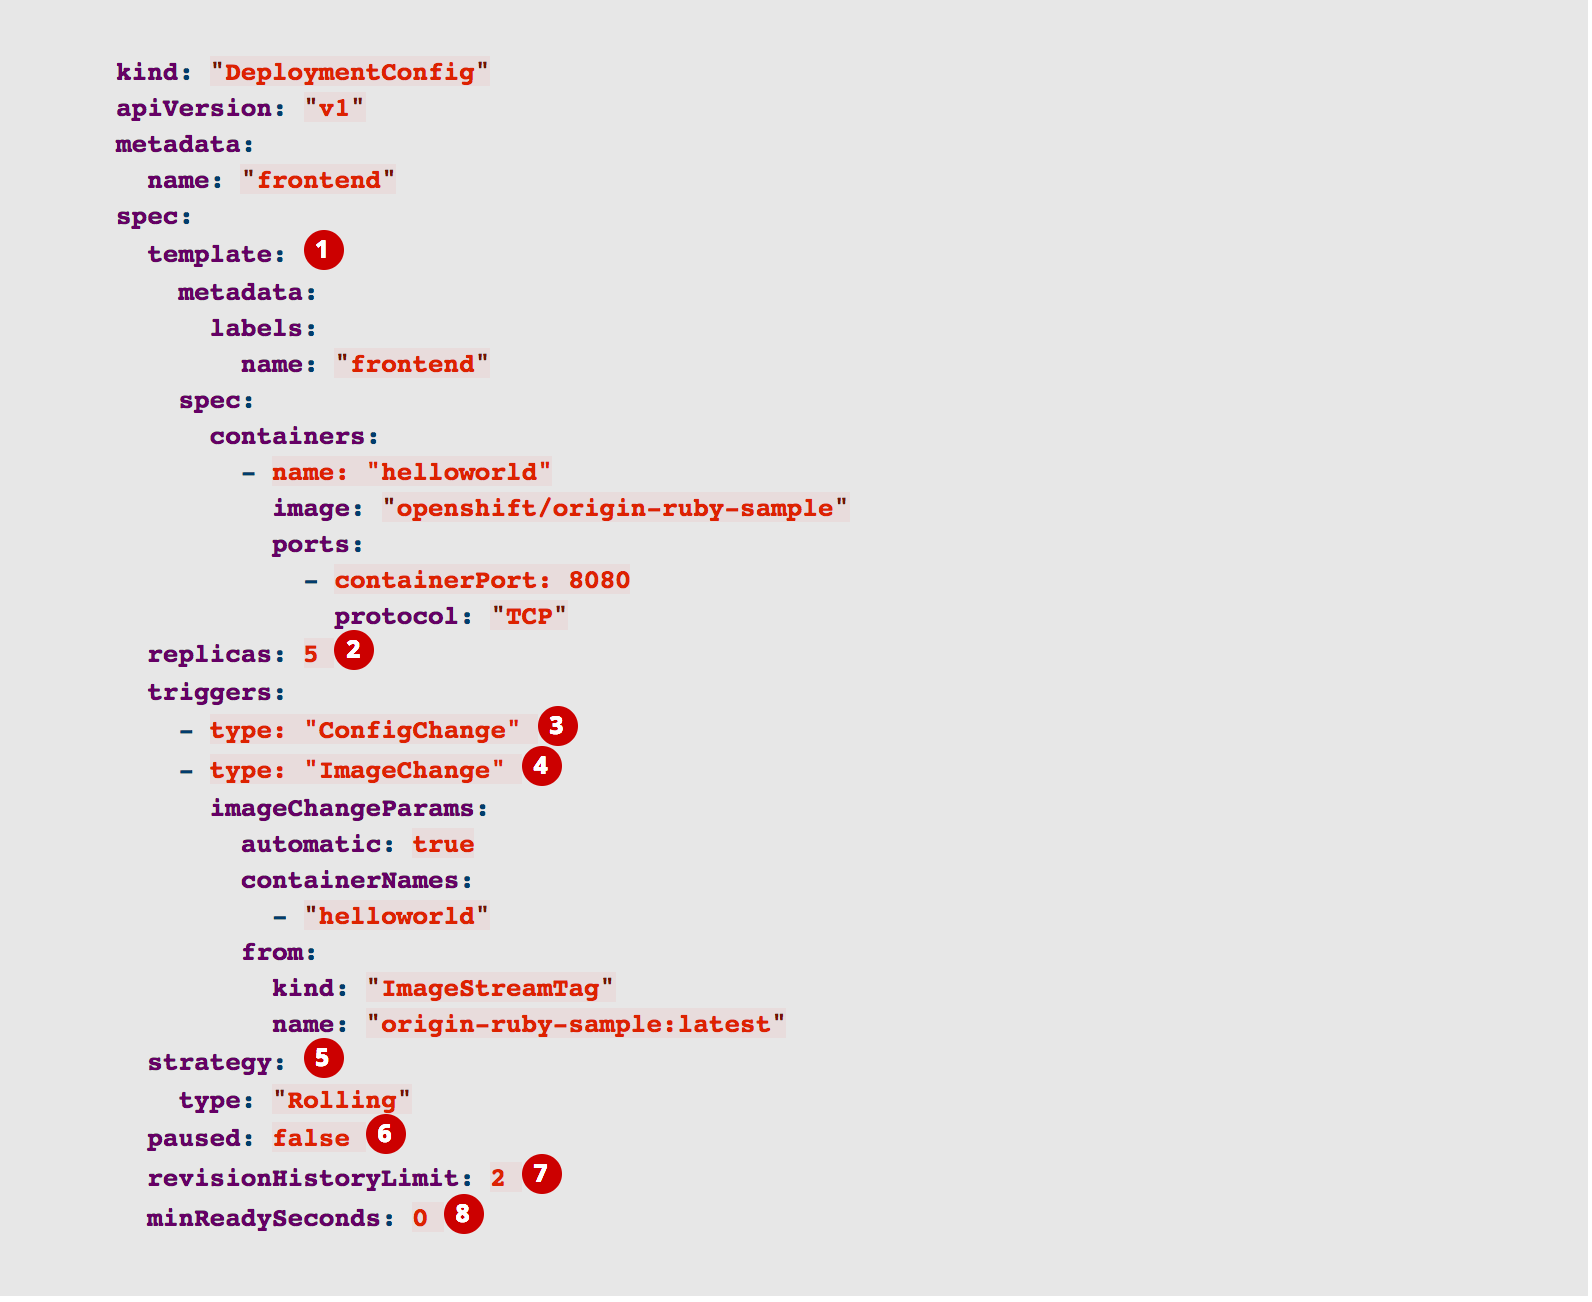 kind: "DeploymentConfig"
apiVersion: "v1"
metadata:
  name: "frontend"
spec:
  template: 1
    metadata:
      labels:
        name: "frontend"
    spec:
      containers:
        - name: "helloworld"
          image: "openshift/origin-ruby-sample"
          ports:
            - containerPort: 8080
              protocol: "TCP"
  replicas: 5 2
  triggers:
    - type: "ConfigChange" 3
    - type: "ImageChange" 4
      imageChangeParams:
        automatic: true
        containerNames:
          - "helloworld"
        from:
          kind: "ImageStreamTag"
          name: "origin-ruby-sample:latest"
  strategy: 5
    type: "Rolling"
  paused: false 6
  revisionHistoryLimit: 2 7
  minReadySeconds: 0 8